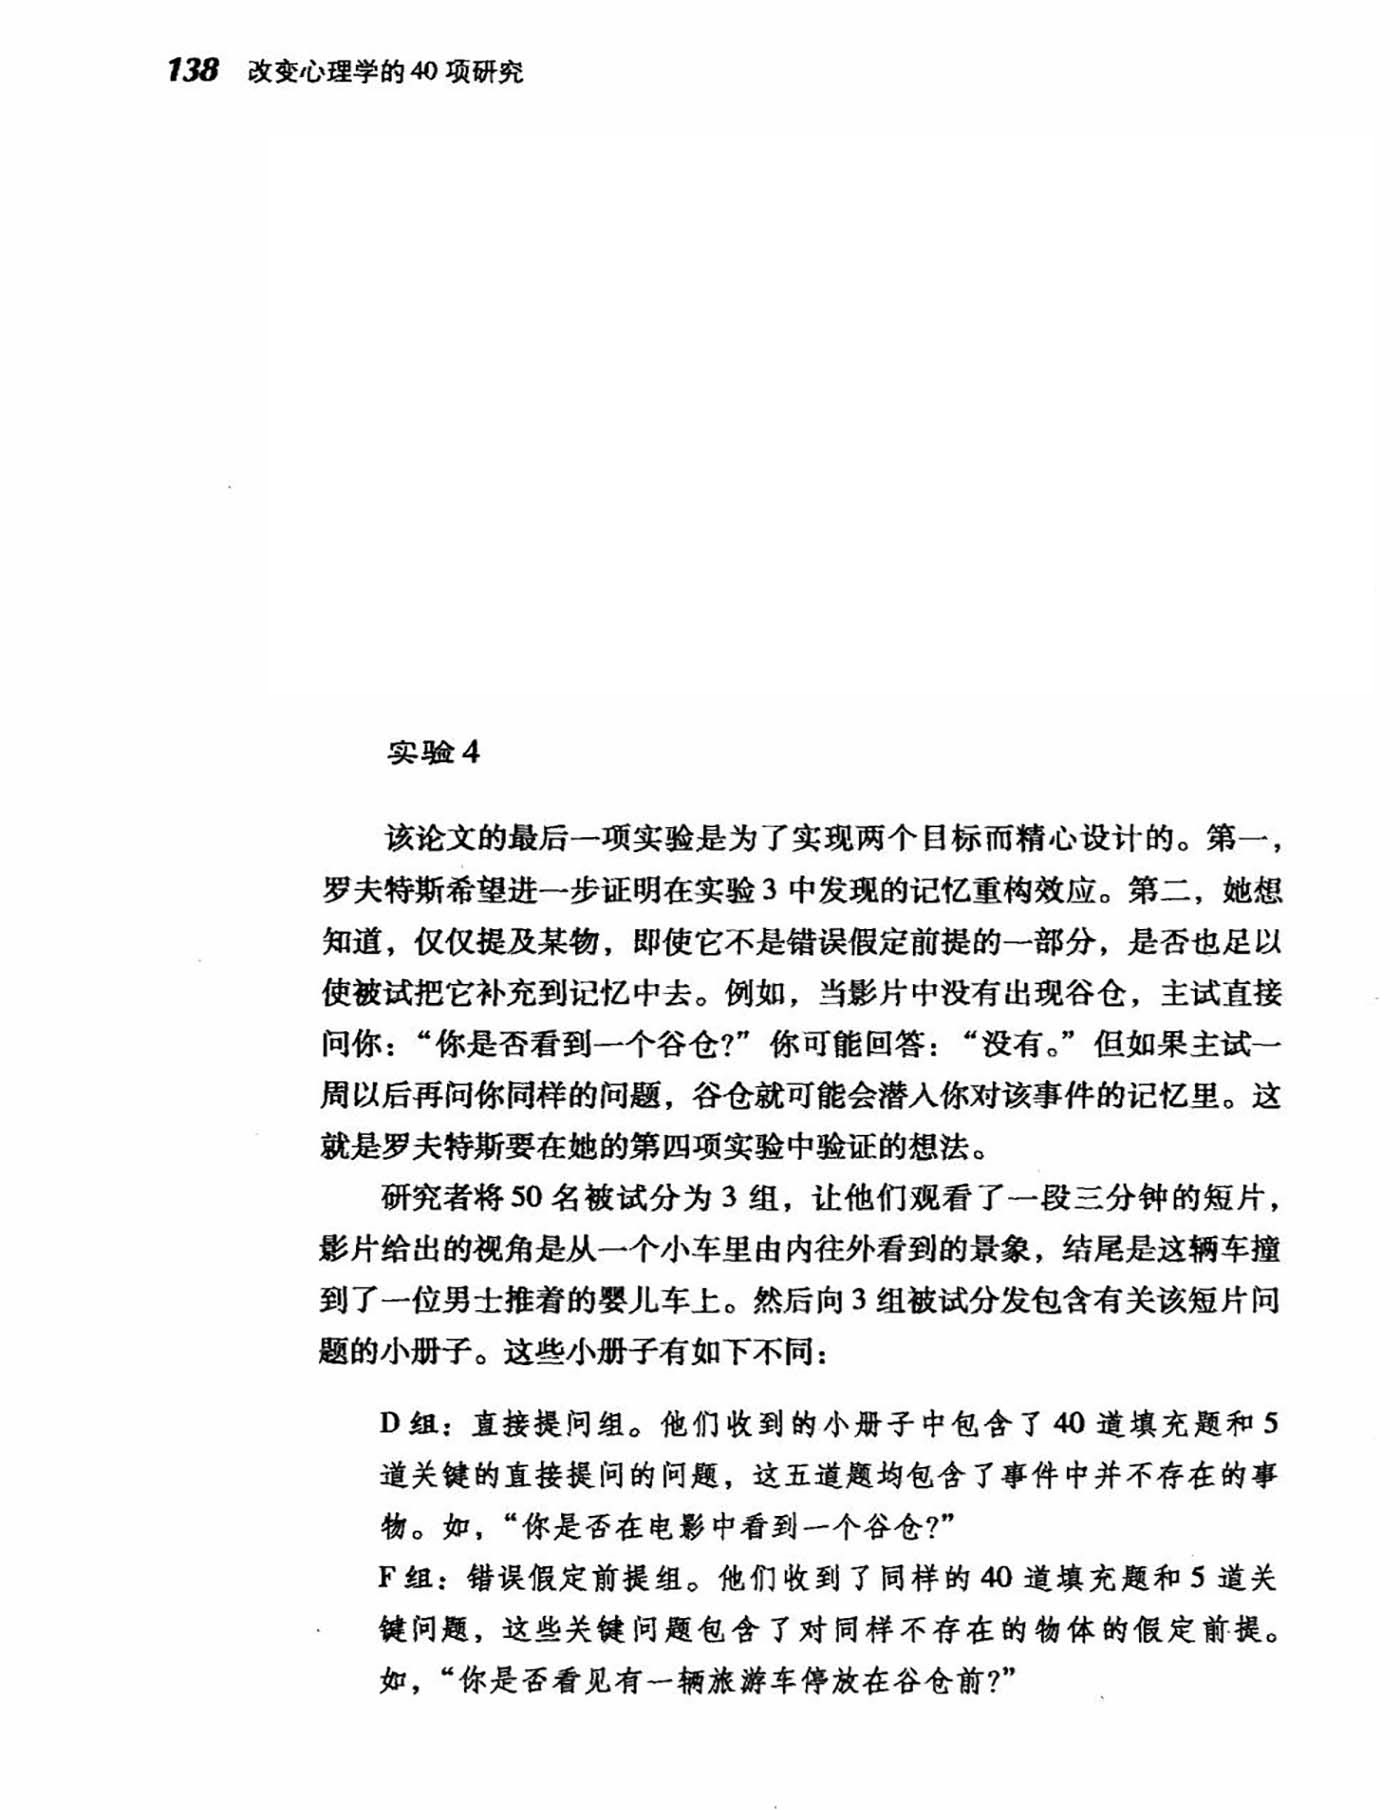 138 改变心理学的40项研究
实验4
该论文的最后一项实验是为了实现两个目标而精心设计的。第一，
罗夫特斯希望进一步证明在实验3中发现的记忆重构效应。第二，她想
知道，仅仅提及某物，即使它不是错误假定前提的一部分，是否也足以
使被试把它补充到记忆中去。例如，当影片中没有出现谷仓，主试直接
问你：“你是否看到一个谷仓?”你可能回答：“没有。”但如果主试一
周以后再问你同样的问题，谷仓就可能会潜入你对该事件的记忆里。这
就是罗夫特斯要在她的第四项实验中验证的想法。
研究者将50名被试分为3组，让他们观看了一段三分钟的短片，
影片给出的视角是从一个小车里由内往外看到的景象，结尾是这辆车撞
到了一位男士推着的婴儿车上。然后向3组被试分发包含有关该短片问
题的小册子。这些小册子有如下不同：
D组：直接提问组。他们收到的小册子中包含了40道填充题和5
道关键的直接提问的问题，这五道题均包含了事件中并不存在的事
物。如，“你是否在电影中看到一个谷仓?”
F组：错误假定前提组。他们收到了同样的40道填充题和5道关
键问题，这些关键问题包含了对同样不存在的物体的假定前提。
如，“你是否看见有一辆旅游车停放在谷仓前?”